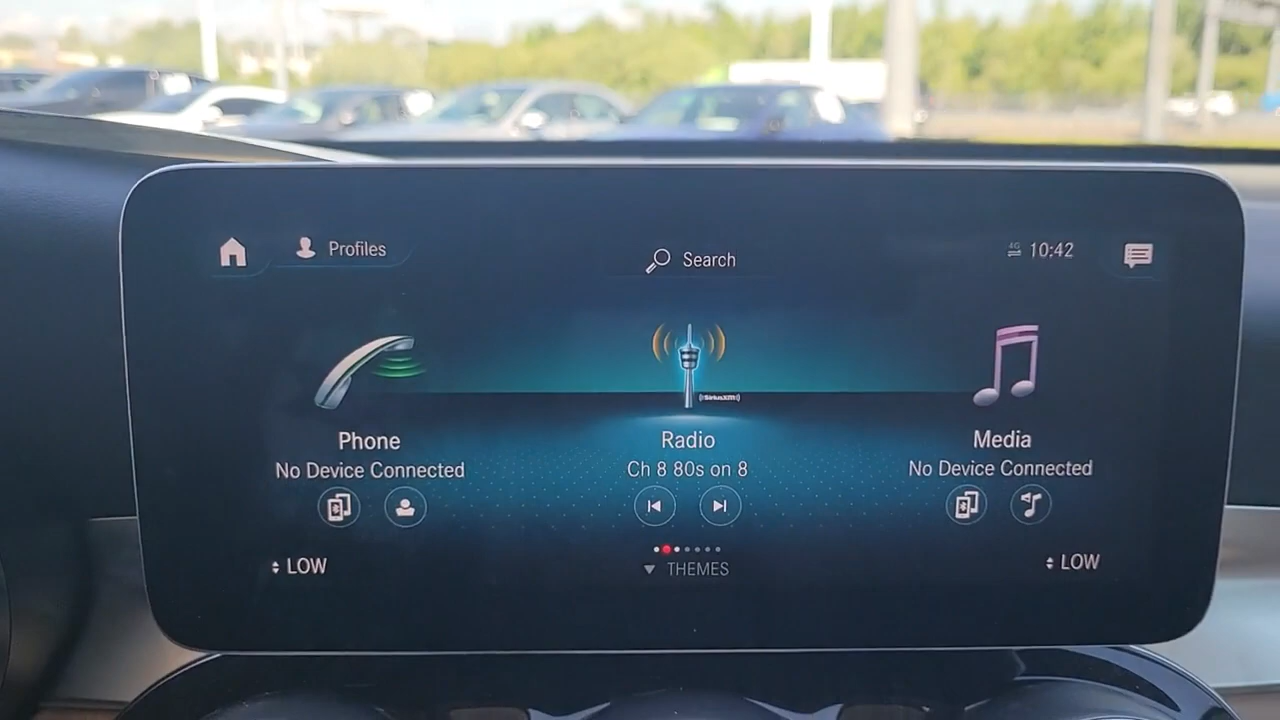 Profiles
Search
4G
10:42
((SiriusXM))
Phone
Radio
Media
No Device Connected
Ch 8 80s on 8
No Device Connected
LOW
THEMES
LOW